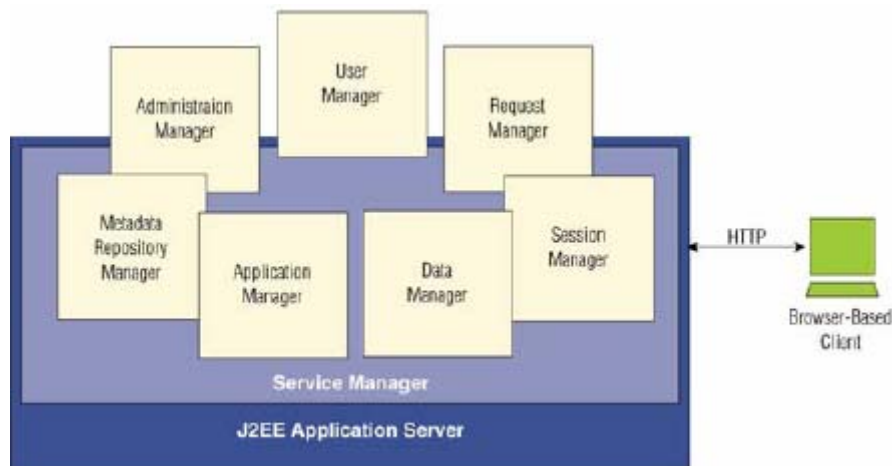 User
Manager
Administraion
Manager
Request
Manager
Metadata
Repository
Manager
Application
Manager
Data
Manager
Session
Manager
HTTP
Browser-Based
Client
Service Manager
J2EE Application Server